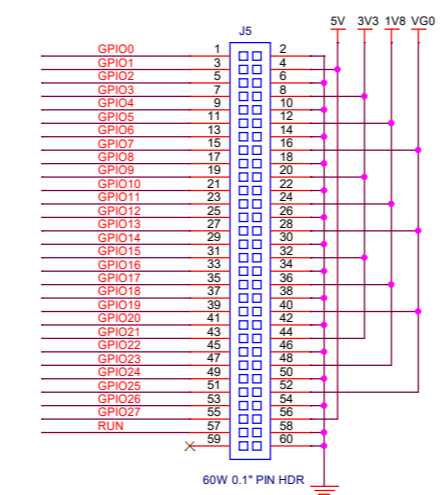 J5 5V 3V3 1V8 VG0
GPIO0 1 2
GPIO1 3 4
GPIO2 5 6
GPIO3 7 8
GPIO4 9 10
GPIO5 11 12
GPIO6 13 14
GPIO7 15 16
GPIO8 17 18
GPIO9 19 20
GPIO10 21 22
GPIO11 23 24
GPIO12 25 26
GPIO13 27 28
GPIO14 29 30
GPIO15 31 32
GPIO16 33 34
GPIO17 35 36
GPIO18 37 38
GPIO19 39 40
GPIO20 41 42
GPIO21 43 44
GPIO22 45 46
GPIO23 47 48
GPIO24 49 50
GPIO25 51 52
GPIO26 53 54
GPIO27 55 56
RUN 57 58
59 60
60W 0.1" PIN HDR